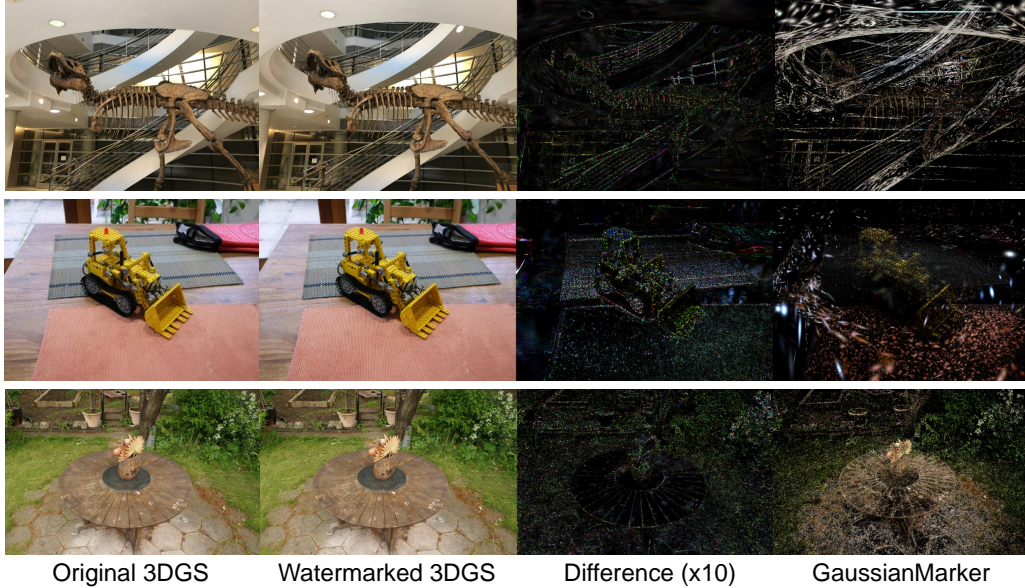 Original 3DGS
Watermarked 3DGS
Difference (x10)
GaussianMarker